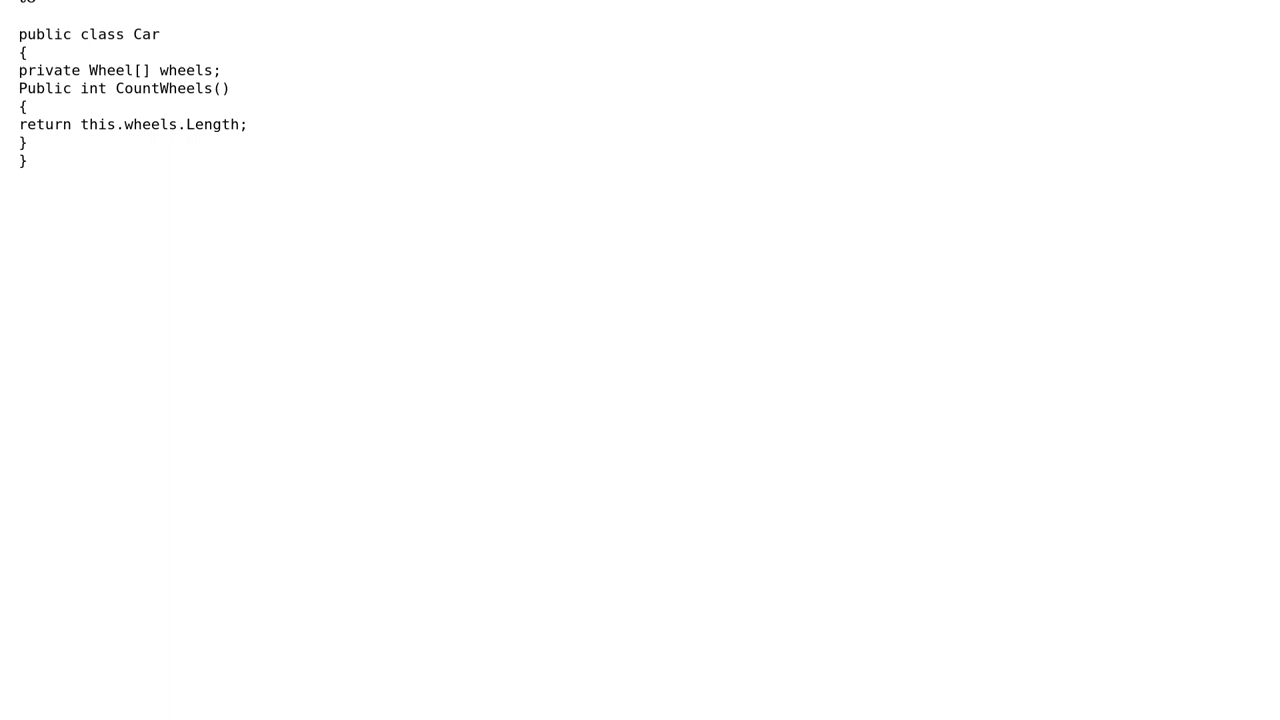 public class Car
{
private Wheel[] wheels;
Public int CountWheels()
{
return this.wheels.Length;
}
}